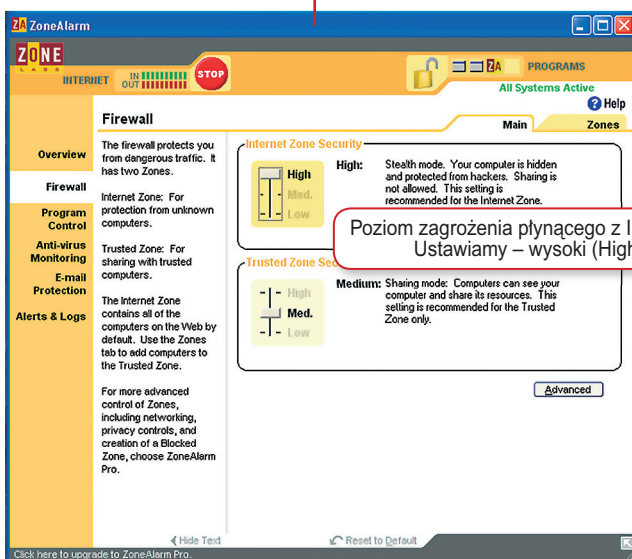 ZA ZoneAlarm
ZONE
LABS
INTERNET
IN
OUT
STOP
ZA
PROGRAMS
All Systems Active
? Help
Firewall
Main
Zones
Overview
Firewall
Program
Control
Anti-virus
Monitoring
E-mail
Protection
Alerts & Logs
The firewall protects you
from dangerous traffic. It
has two Zones.
Internet Zone: For
protection from unknown
computers.
Trusted Zone: For
sharing with trusted
computers.
The Internet Zone
contains all of the
computers on the Web by
default. Use the Zones
tab to add computers to
the Trusted Zone.
For more advanced
control of Zones,
including networking,
privacy controls, and
creation of a Blocked
Zone, choose ZoneAlarm
Pro.
Internet Zone Security
High
Med.
Low
High: Stealth mode. Your computer is hidden
and protected from hackers. Sharing is
not allowed. This setting is
recommended for the Internet Zone.
Poziom zagrożenia płynącego z I
Ustawiamy – wysoki (High
Trusted Zone Sec
High
Med.
Low
Medium: Sharing mode: Computers can see your
computer and share its resources. This
setting is recommended for the Trusted
Zone only.
Advanced
Hide Text
Reset to Default
Click here to upgrade to ZoneAlarm Pro.